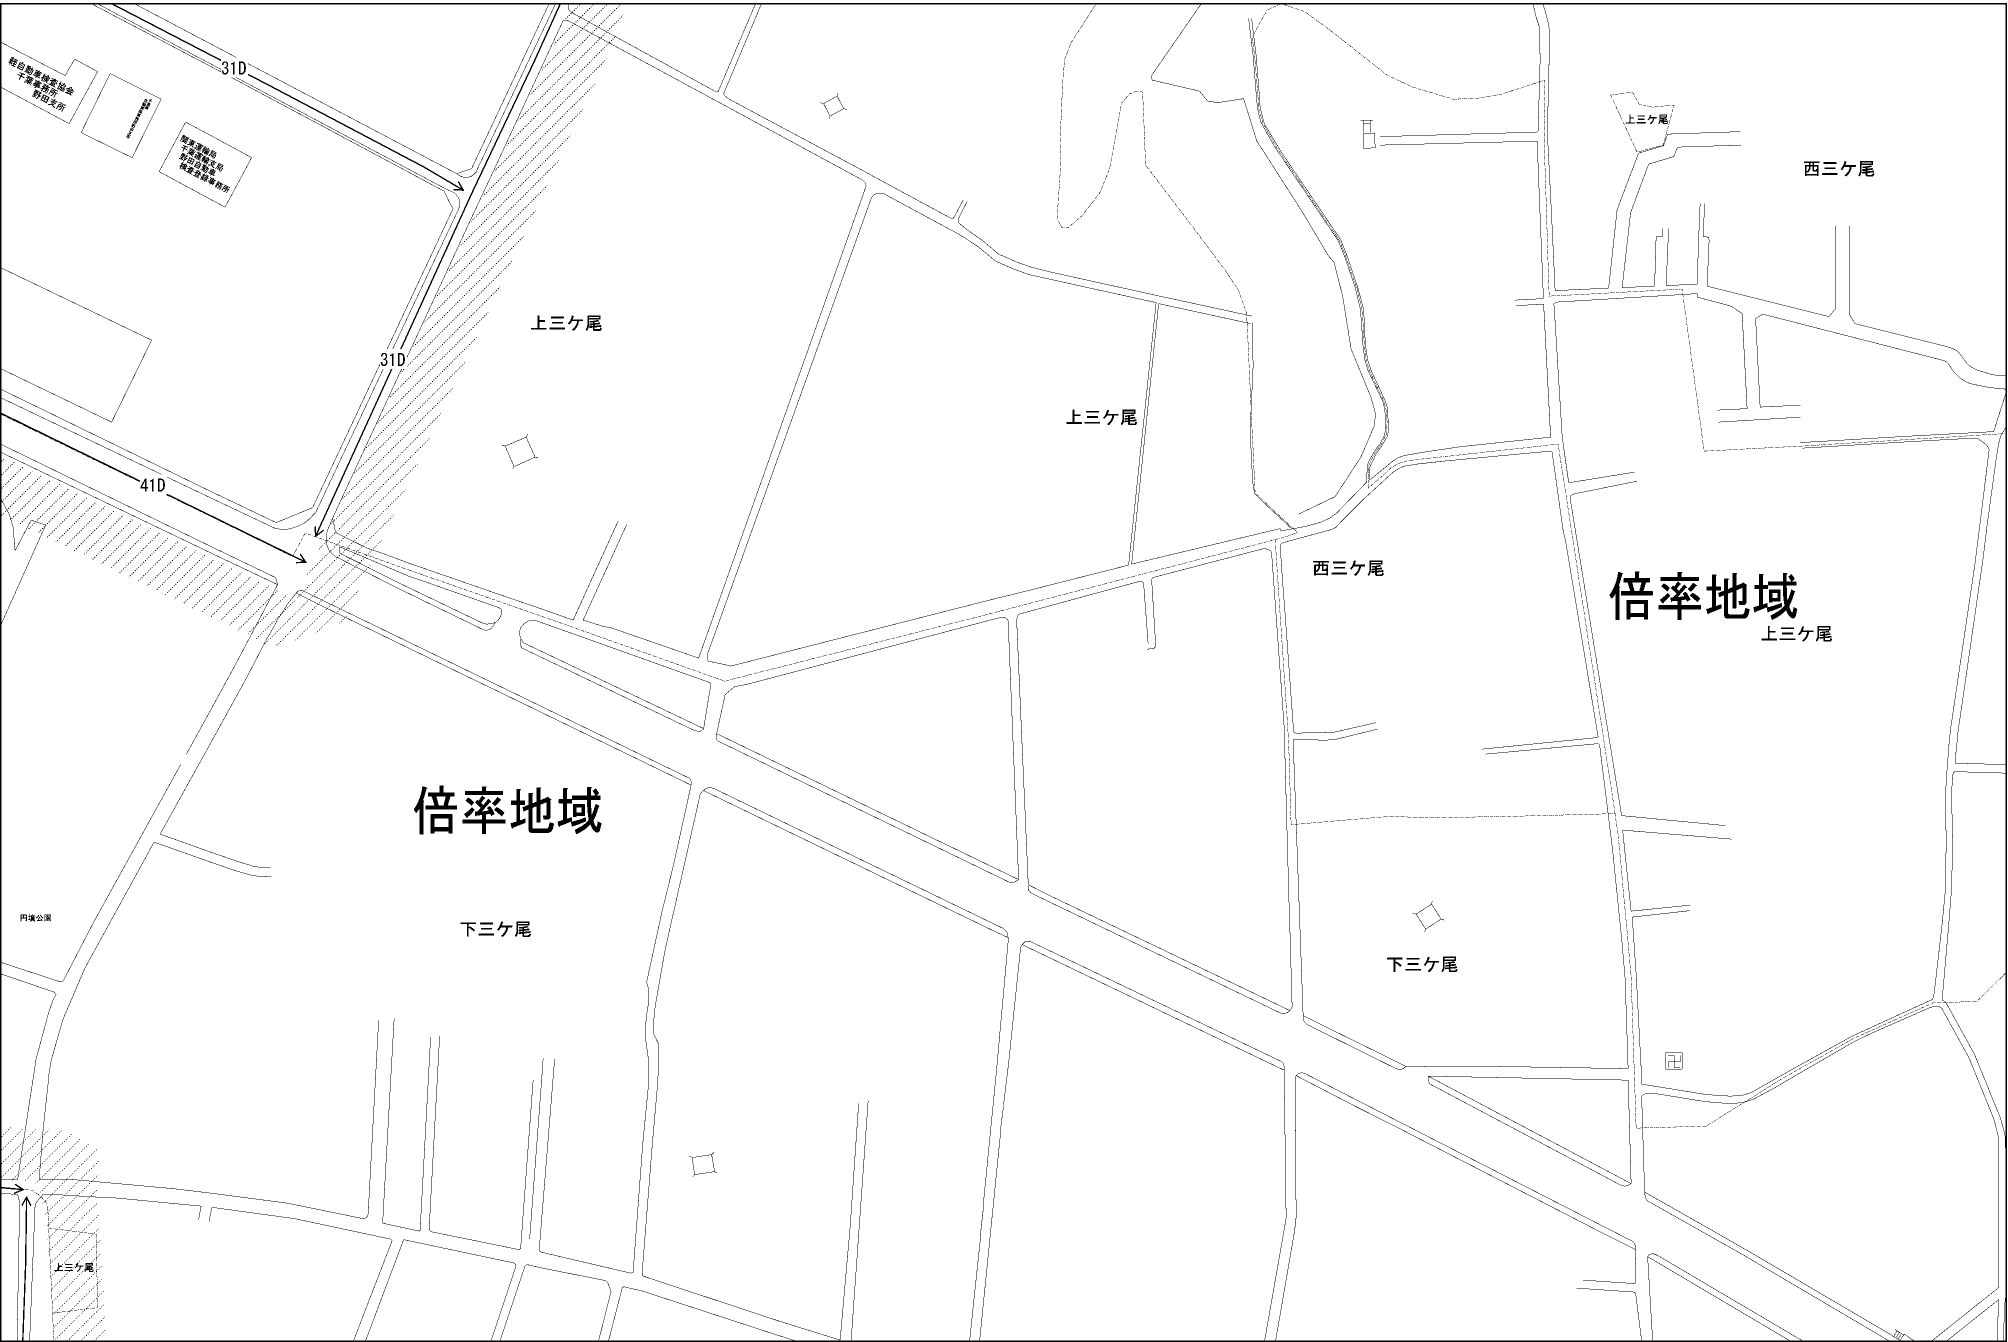 31D
軽自動車検査協会
千葉事務所
野田支所
関東運輸局
千葉運輸支局
野田自動車
検査登録事務所
上三ケ尾
西三ケ尾
上三ケ尾
31D
上三ケ尾
41D
西三ケ尾
倍率地域
上三ケ尾
倍率地域
円墳公園
下三ケ尾
下三ケ尾
上三ケ尾